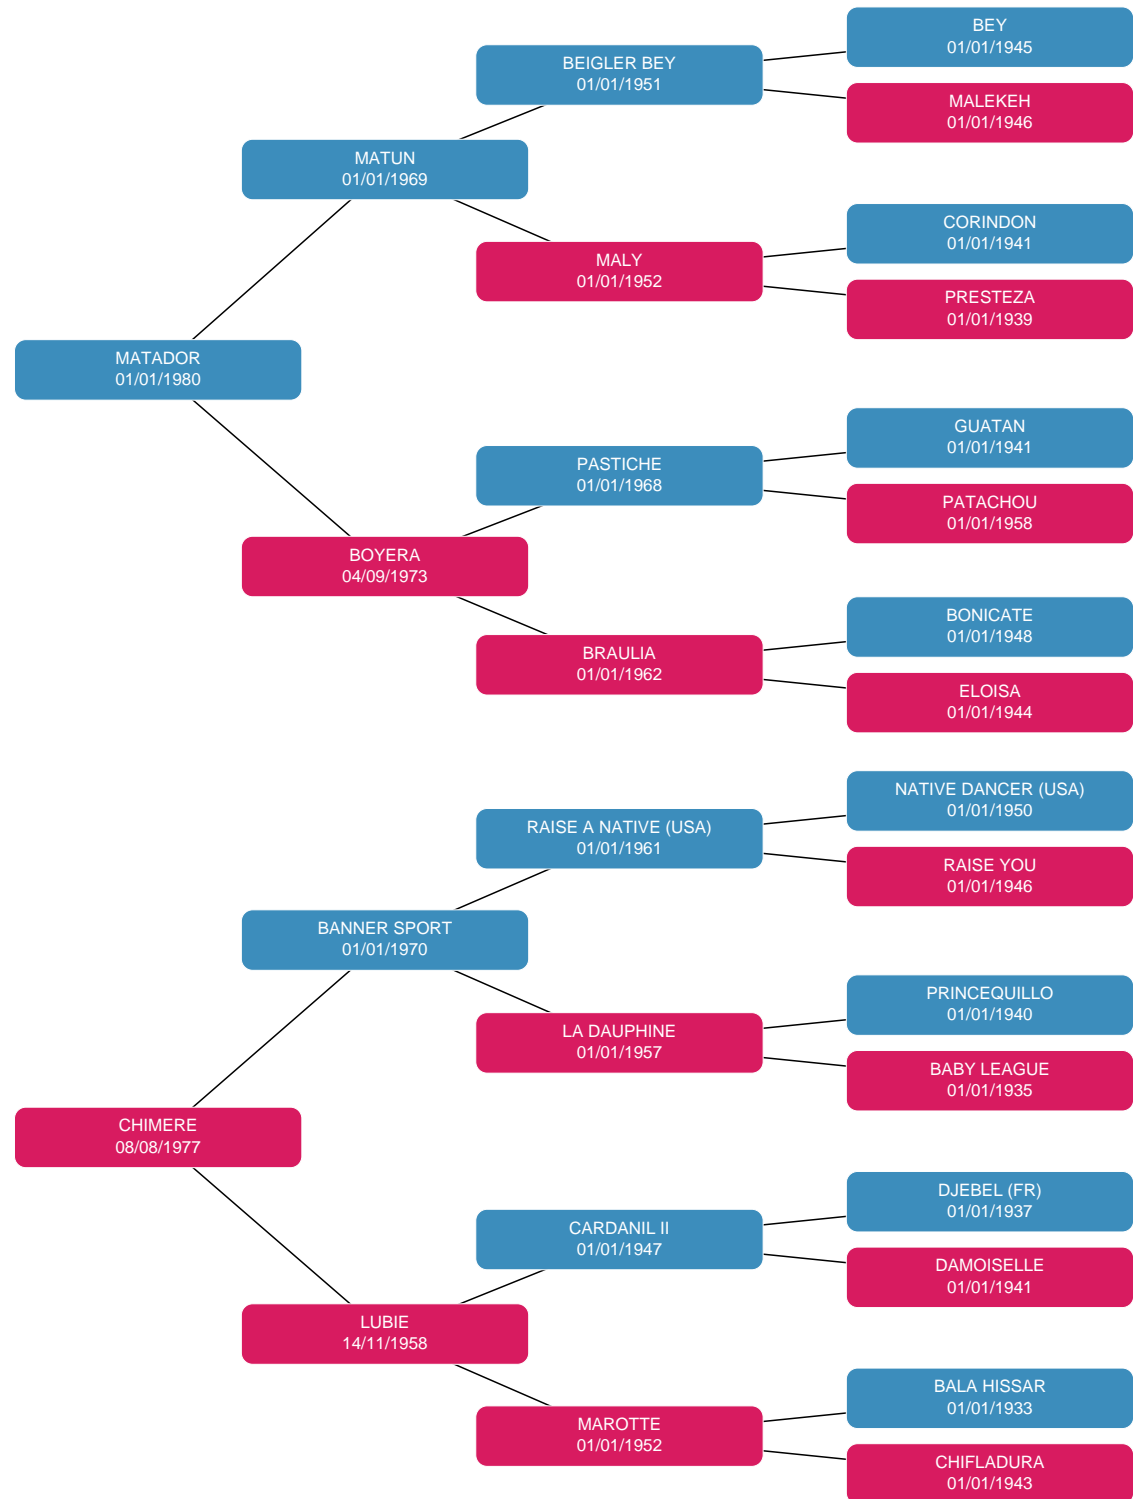 BEY
01/01/1945
BEIGLER BEY
01/01/1951
MALEKEH
01/01/1946
MATUN
01/01/1969
CORINDON
01/01/1941
MALY
01/01/1952
PRESTEZA
01/01/1939
MATADOR
01/01/1980
GUATAN
01/01/1941
PASTICHE
01/01/1968
PATACHOU
01/01/1958
BOYERA
04/09/1973
BONICATE
01/01/1948
BRAULIA
01/01/1962
ELOISA
01/01/1944
NATIVE DANCER (USA)
01/01/1950
RAISE A NATIVE (USA)
01/01/1961
RAISE YOU
01/01/1946
BANNER SPORT
01/01/1970
PRINCEQUILLO
01/01/1940
LA DAUPHINE
01/01/1957
BABY LEAGUE
01/01/1935
CHIMERE
08/08/1977
DJEBEL (FR)
01/01/1937
CARDANIL II
01/01/1947
DAMOISELLE
01/01/1941
LUBIE
14/11/1958
BALA HISSAR
01/01/1933
MAROTTE
01/01/1952
CHIFLADURA
01/01/1943